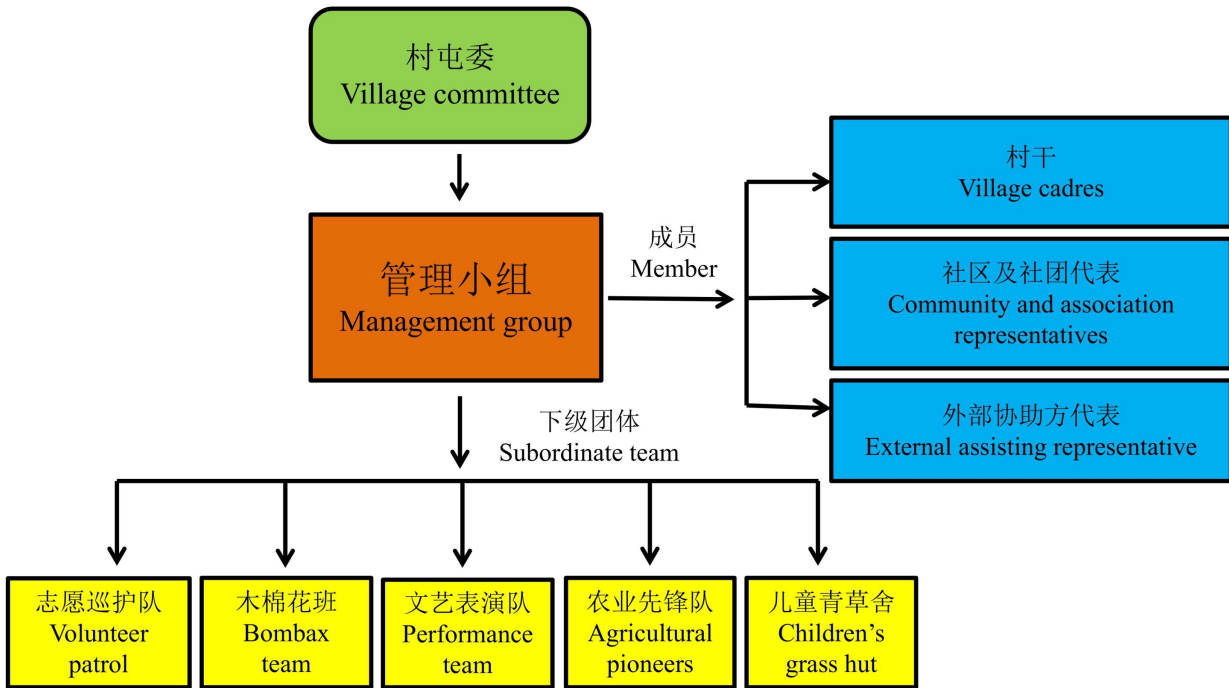 村屯委
Village committee
管理小组
Management group
成员
Member
村干
Village cadres
社区及社团代表
Community and association
representatives
外部协助方代表
External assisting representative
下级团体
Subordinate team
志愿巡护队
Volunteer
patrol
木棉花班
Bombax
team
文艺表演队
Performance
team
农业先锋队
Agricultural
pioneers
儿童青草舍
Children’s
grass hut